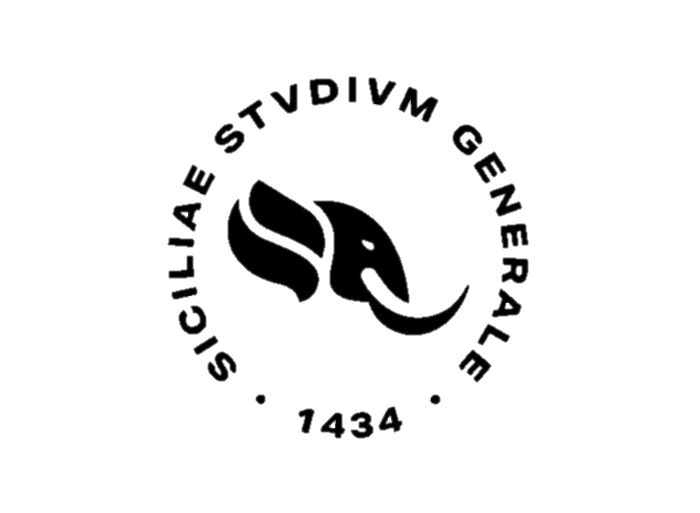 SICILIAE STVDIVM GENERALE
· 1434 ·